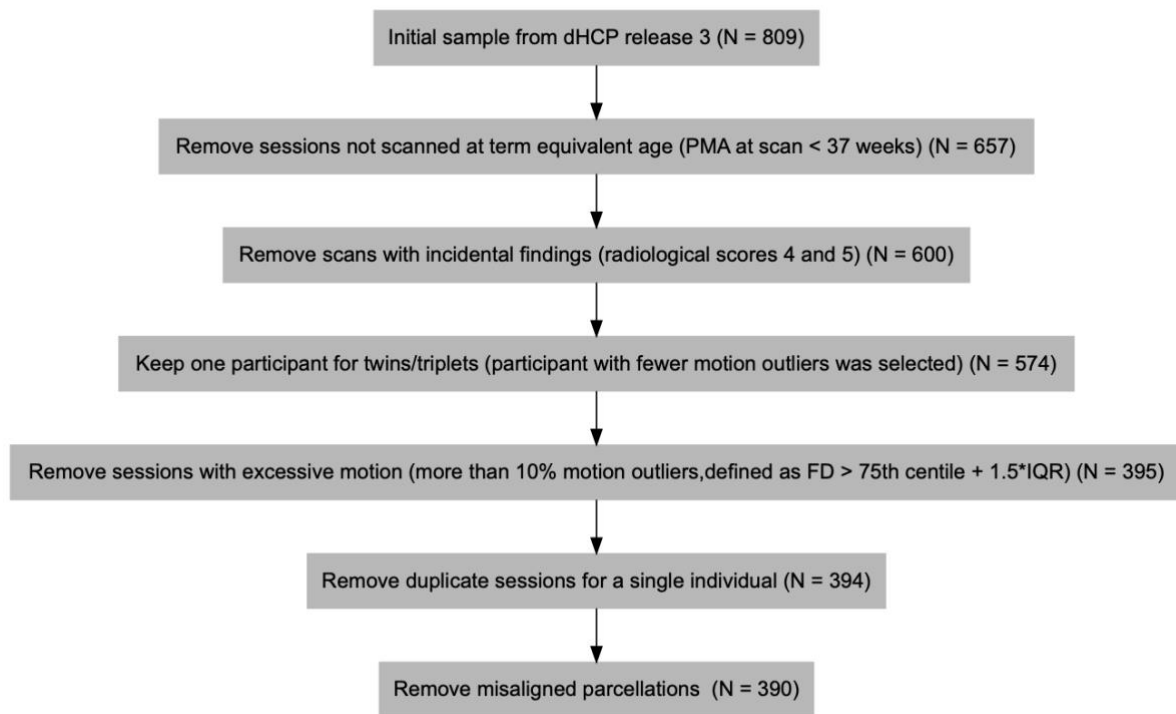 Initial sample from dHCP release 3 (N = 809)
Remove sessions not scanned at term equivalent age (PMA at scan < 37 weeks) (N = 657)
Remove scans with incidental findings (radiological scores 4 and 5) (N = 600)
Keep one participant for twins/triplets (participant with fewer motion outliers was selected) (N = 574)
Remove sessions with excessive motion (more than 10% motion outliers,defined as FD > 75th centile + 1.5*IQR) (N = 395)
Remove duplicate sessions for a single individual (N = 394)
Remove misaligned parcellations  (N = 390)